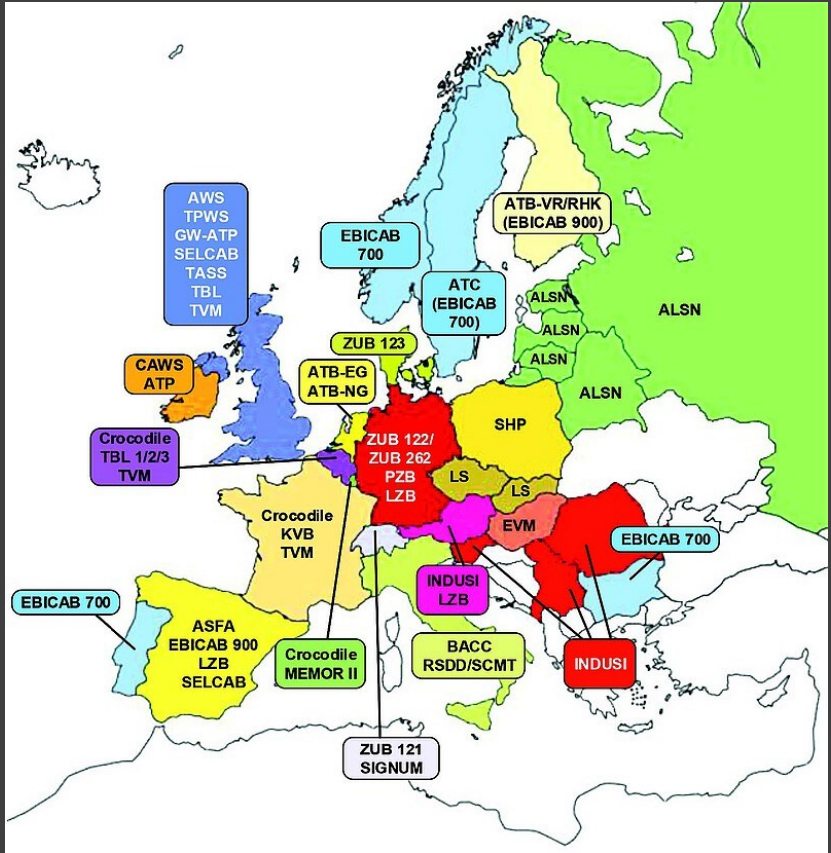 AWS
TPWS
GW-ATP
SELCAB
TASS
TBL
TVM
EBICAB
700
ATB-VR/RHK
(EBICAB 900)
ATC
(EBICAB
700)
ALSN
ALSN
ALSN
ALSN
ALSN
ZUB 123
CAWS
ATP
ATB-EG
ATB-NG
SHP
Crocodile
TBL 1/2/3
TVM
ZUB 122/
ZUB 262
PZB
LZB
LS
LS
Crocodile
KVB
TVM
EVM
EBICAB 700
INDUSI
LZB
EBICAB 700
ASFA
EBICAB 900
LZB
SELCAB
Crocodile
MEMOR II
BACC
RSDD/SCMT
INDUSI
ZUB 121
SIGNUM